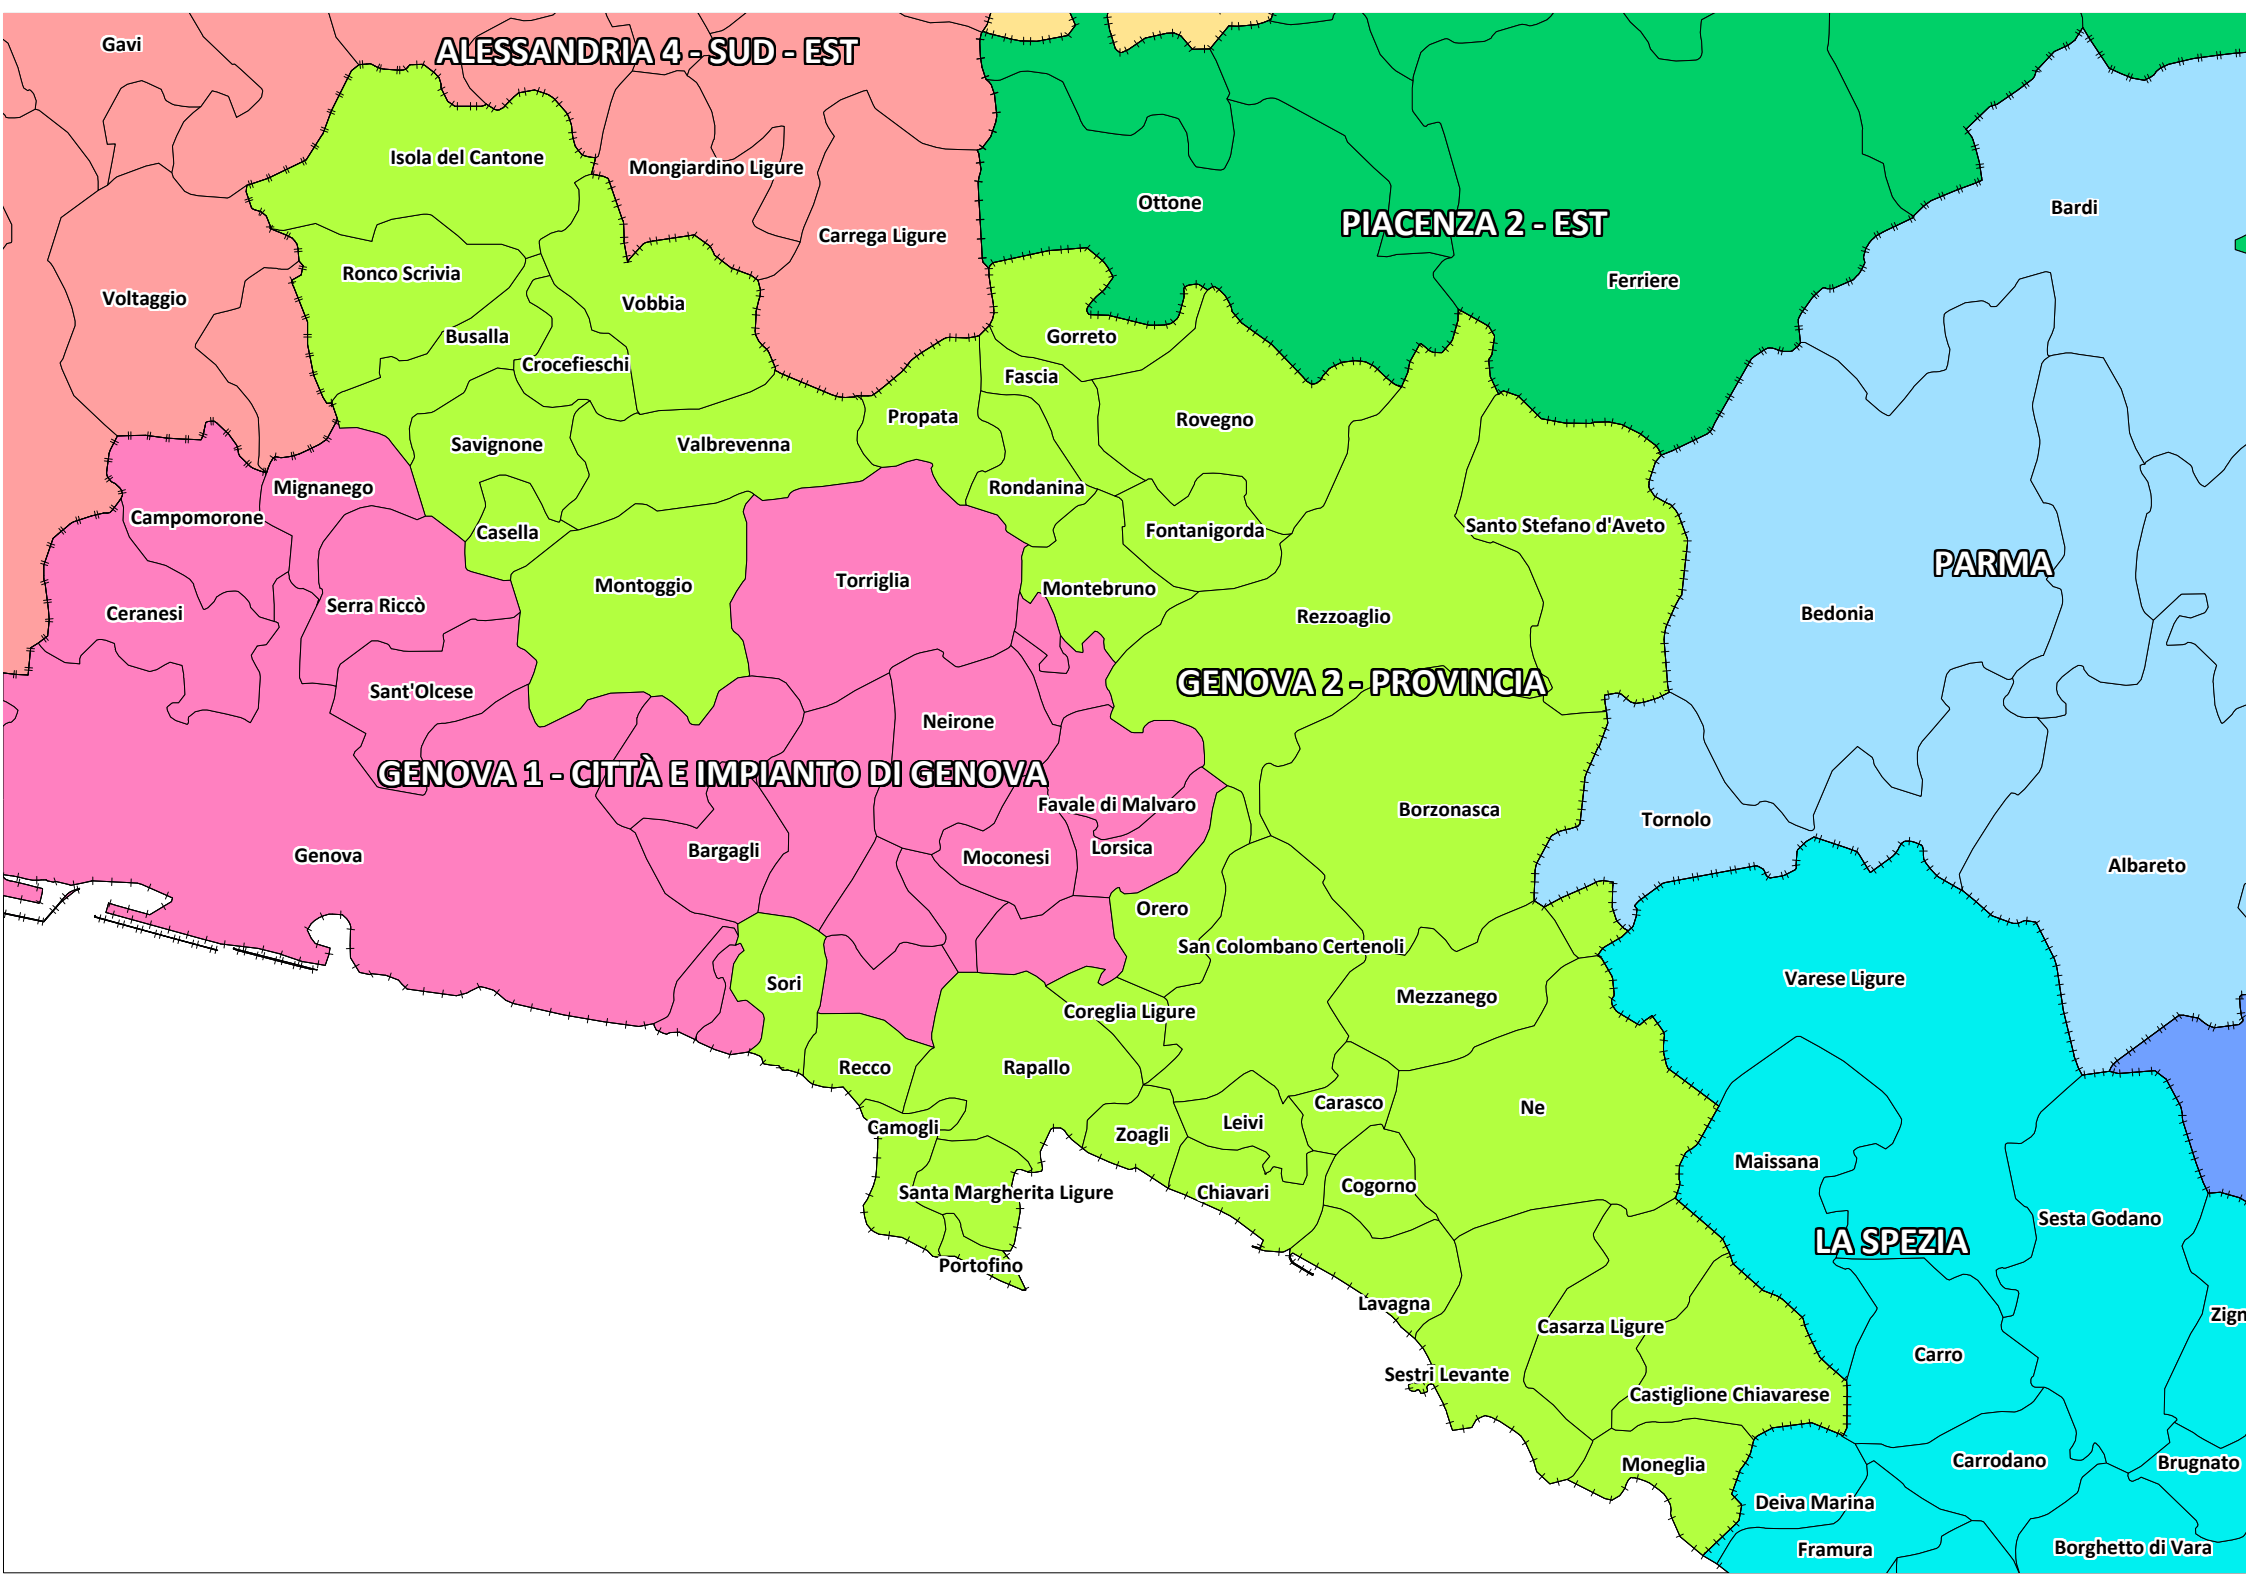 Gavi
ALESSANDRIA 4 - SUD - EST
Isola del Cantone
Mongiardino Ligure
Ottone
Bardi
PIACENZA 2 - EST
Carrega Ligure
Ronco Scrivia
Ferriere
Voltaggio
Vobbia
Busalla
Gorreto
Crocefieschi
Fascia
Propata
Rovegno
Savignone
Valbrevenna
Mignanego
Rondanina
Campomorone
Santo Stefano d'Aveto
Casella
Fontanigorda
PARMA
Torriglia
Montoggio
Montebruno
Serra Riccò
Ceranesi
Bedonia
Rezzoaglio
GENOVA 2 - PROVINCIA
Sant'Olcese
Neirone
GENOVA 1 - CITTÀ E IMPIANTO DI GENOVA
Favale di Malvaro
Borzonasca
Tornolo
Lorsica
Bargagli
Genova
Moconesi
Albareto
Orero
San Colombano Certenoli
Varese Ligure
Sori
Mezzanego
Coreglia Ligure
Recco
Rapallo
Carasco
Ne
Leivi
Camogli
Zoagli
Maissana
Cogorno
Santa Margherita Ligure
Chiavari
Sesta Godano
LA SPEZIA
Portofino
Lavagna
Zign
Casarza Ligure
Carro
Sestri Levante
Castiglione Chiavarese
Carrodano
Brugnato
Moneglia
Deiva Marina
Borghetto di Vara
Framura